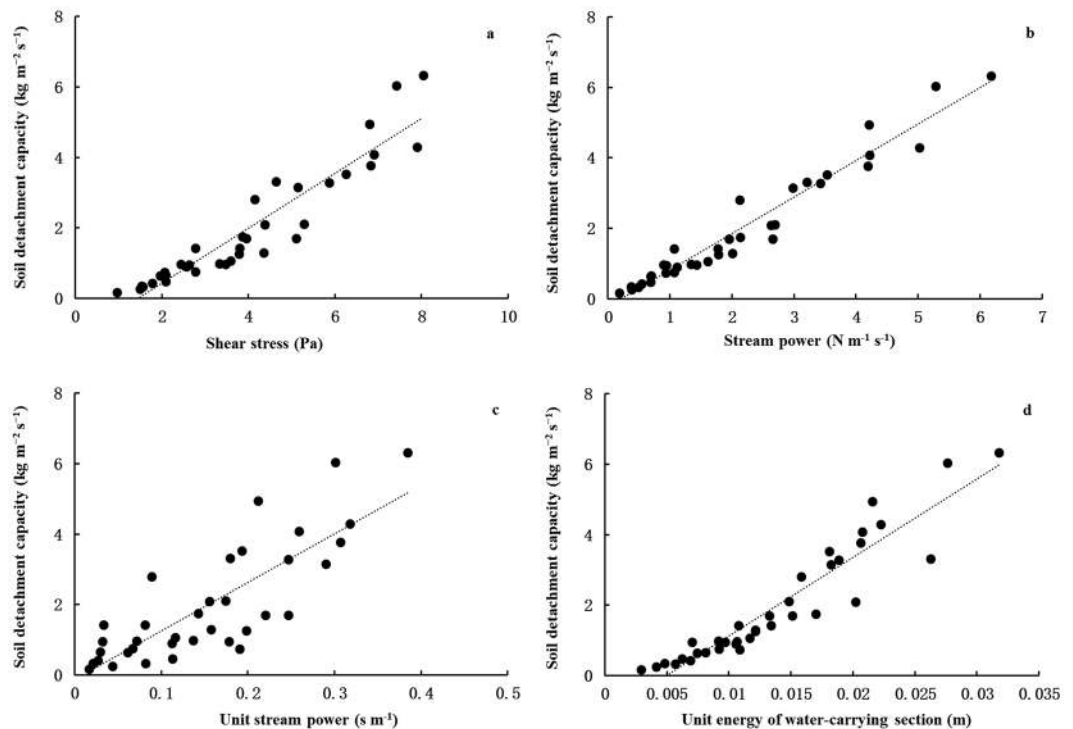 Soil detachment capacity (kg m⁻² s⁻¹)
8
6
4
2
0
a
0 2 4 6 8 10
Shear stress (Pa)
Soil detachment capacity (kg m⁻² s⁻¹)
8
6
4
2
0
b
0 1 2 3 4 5 6 7
Stream power (N m⁻¹ s⁻¹)
Soil detachment capacity (kg m⁻² s⁻¹)
8
6
4
2
0
c
0 0.1 0.2 0.3 0.4 0.5
Unit stream power (s m⁻¹)
Soil detachment capacity (kg m⁻² s⁻¹)
8
6
4
2
0
d
0 0.005 0.01 0.015 0.02 0.025 0.03 0.035
Unit energy of water-carrying section (m)